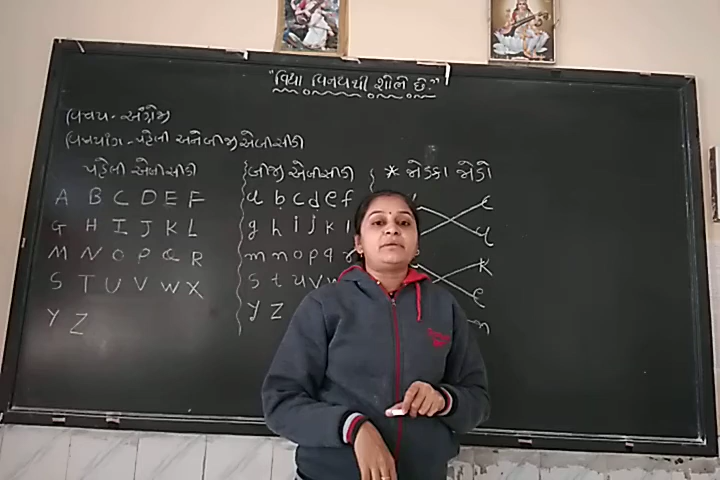 "વિદ્યા વિનયથી શોભે છે."
વિષય - અંગ્રેજી
વિષયાંગ - પહેલી અને બીજી એબીસીડી
પહેલી એબીસીડી
A B C D E F
G H I J K L
M N O P Q R
S T U V W X
Y Z
બીજી એબીસીડી
a b c d e f
g h i j k l
m n o p q r
s t u v
y z
* જોડકા જોડો